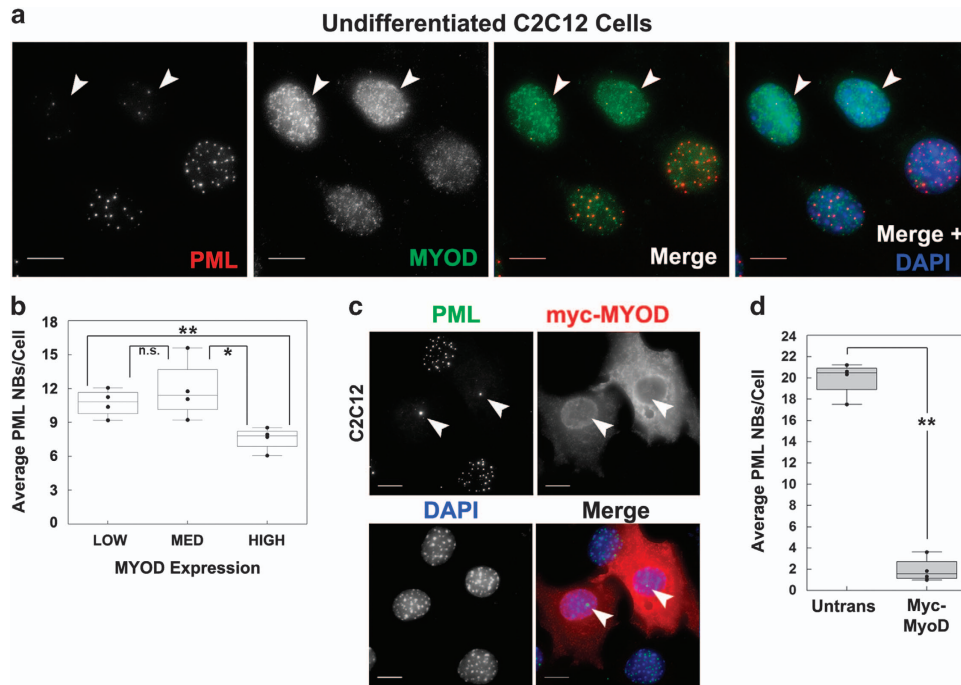 a
Undifferentiated C2C12 Cells
PML
MYOD
Merge
Merge +
DAPI
b
Average PML NBs/Cell
18
15
12
9
6
3
0
**
n.s.
*
LOW MED HIGH
MYOD Expression
c
PML myc-MYOD
C2C12
DAPI Merge
d
Average PML NBs/Cell
24
22
20
18
16
14
12
10
8
6
4
2
0
**
Untrans Myc-
MyoD